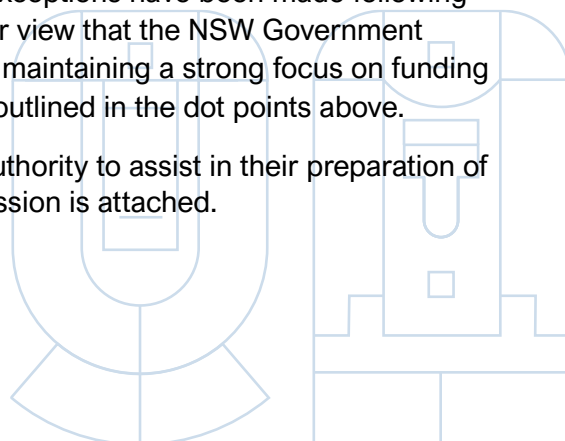 xceptions have been made following
r view that the NSW Government
maintaining a strong focus on funding
outlined in the dot points above.
uthority to assist in their preparation of
ssion is attached.